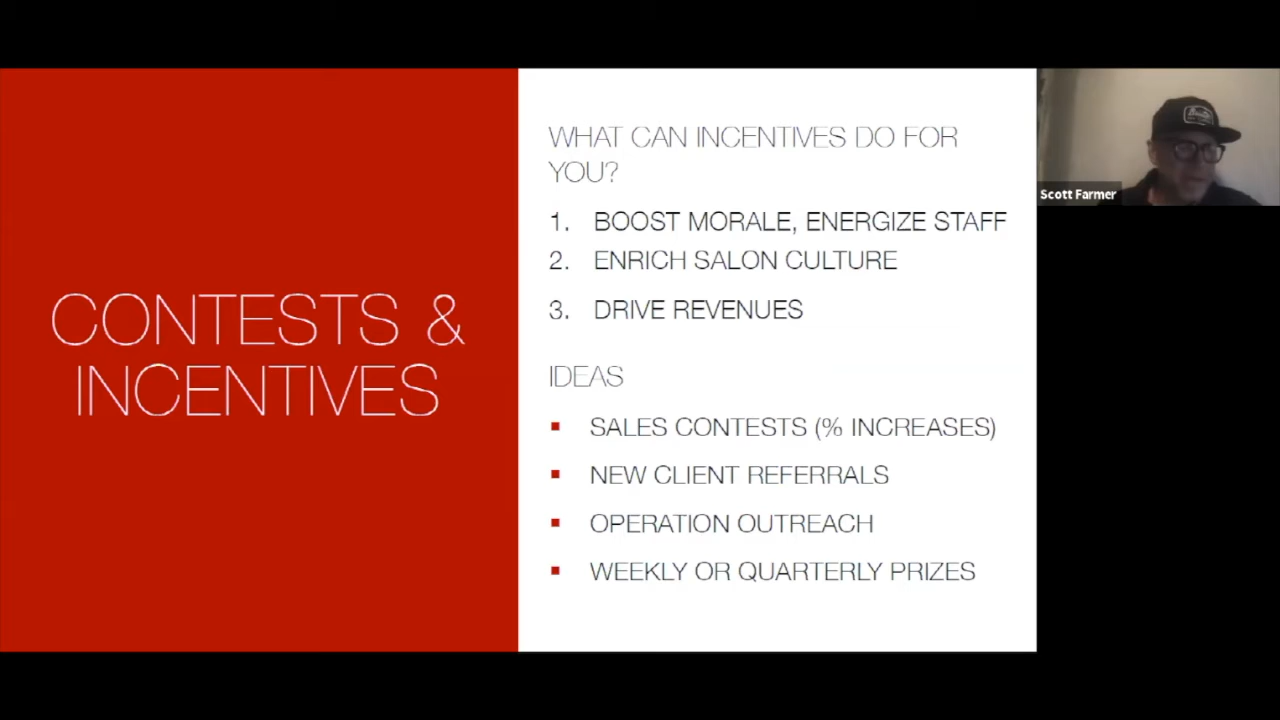 CONTESTS &
INCENTIVES
WHAT CAN INCENTIVES DO FOR
YOU?
1. BOOST MORALE, ENERGIZE STAFF
2. ENRICH SALON CULTURE
3. DRIVE REVENUES
IDEAS
▪ SALES CONTESTS (% INCREASES)
▪ NEW CLIENT REFERRALS
▪ OPERATION OUTREACH
▪ WEEKLY OR QUARTERLY PRIZES
Scott Farmer